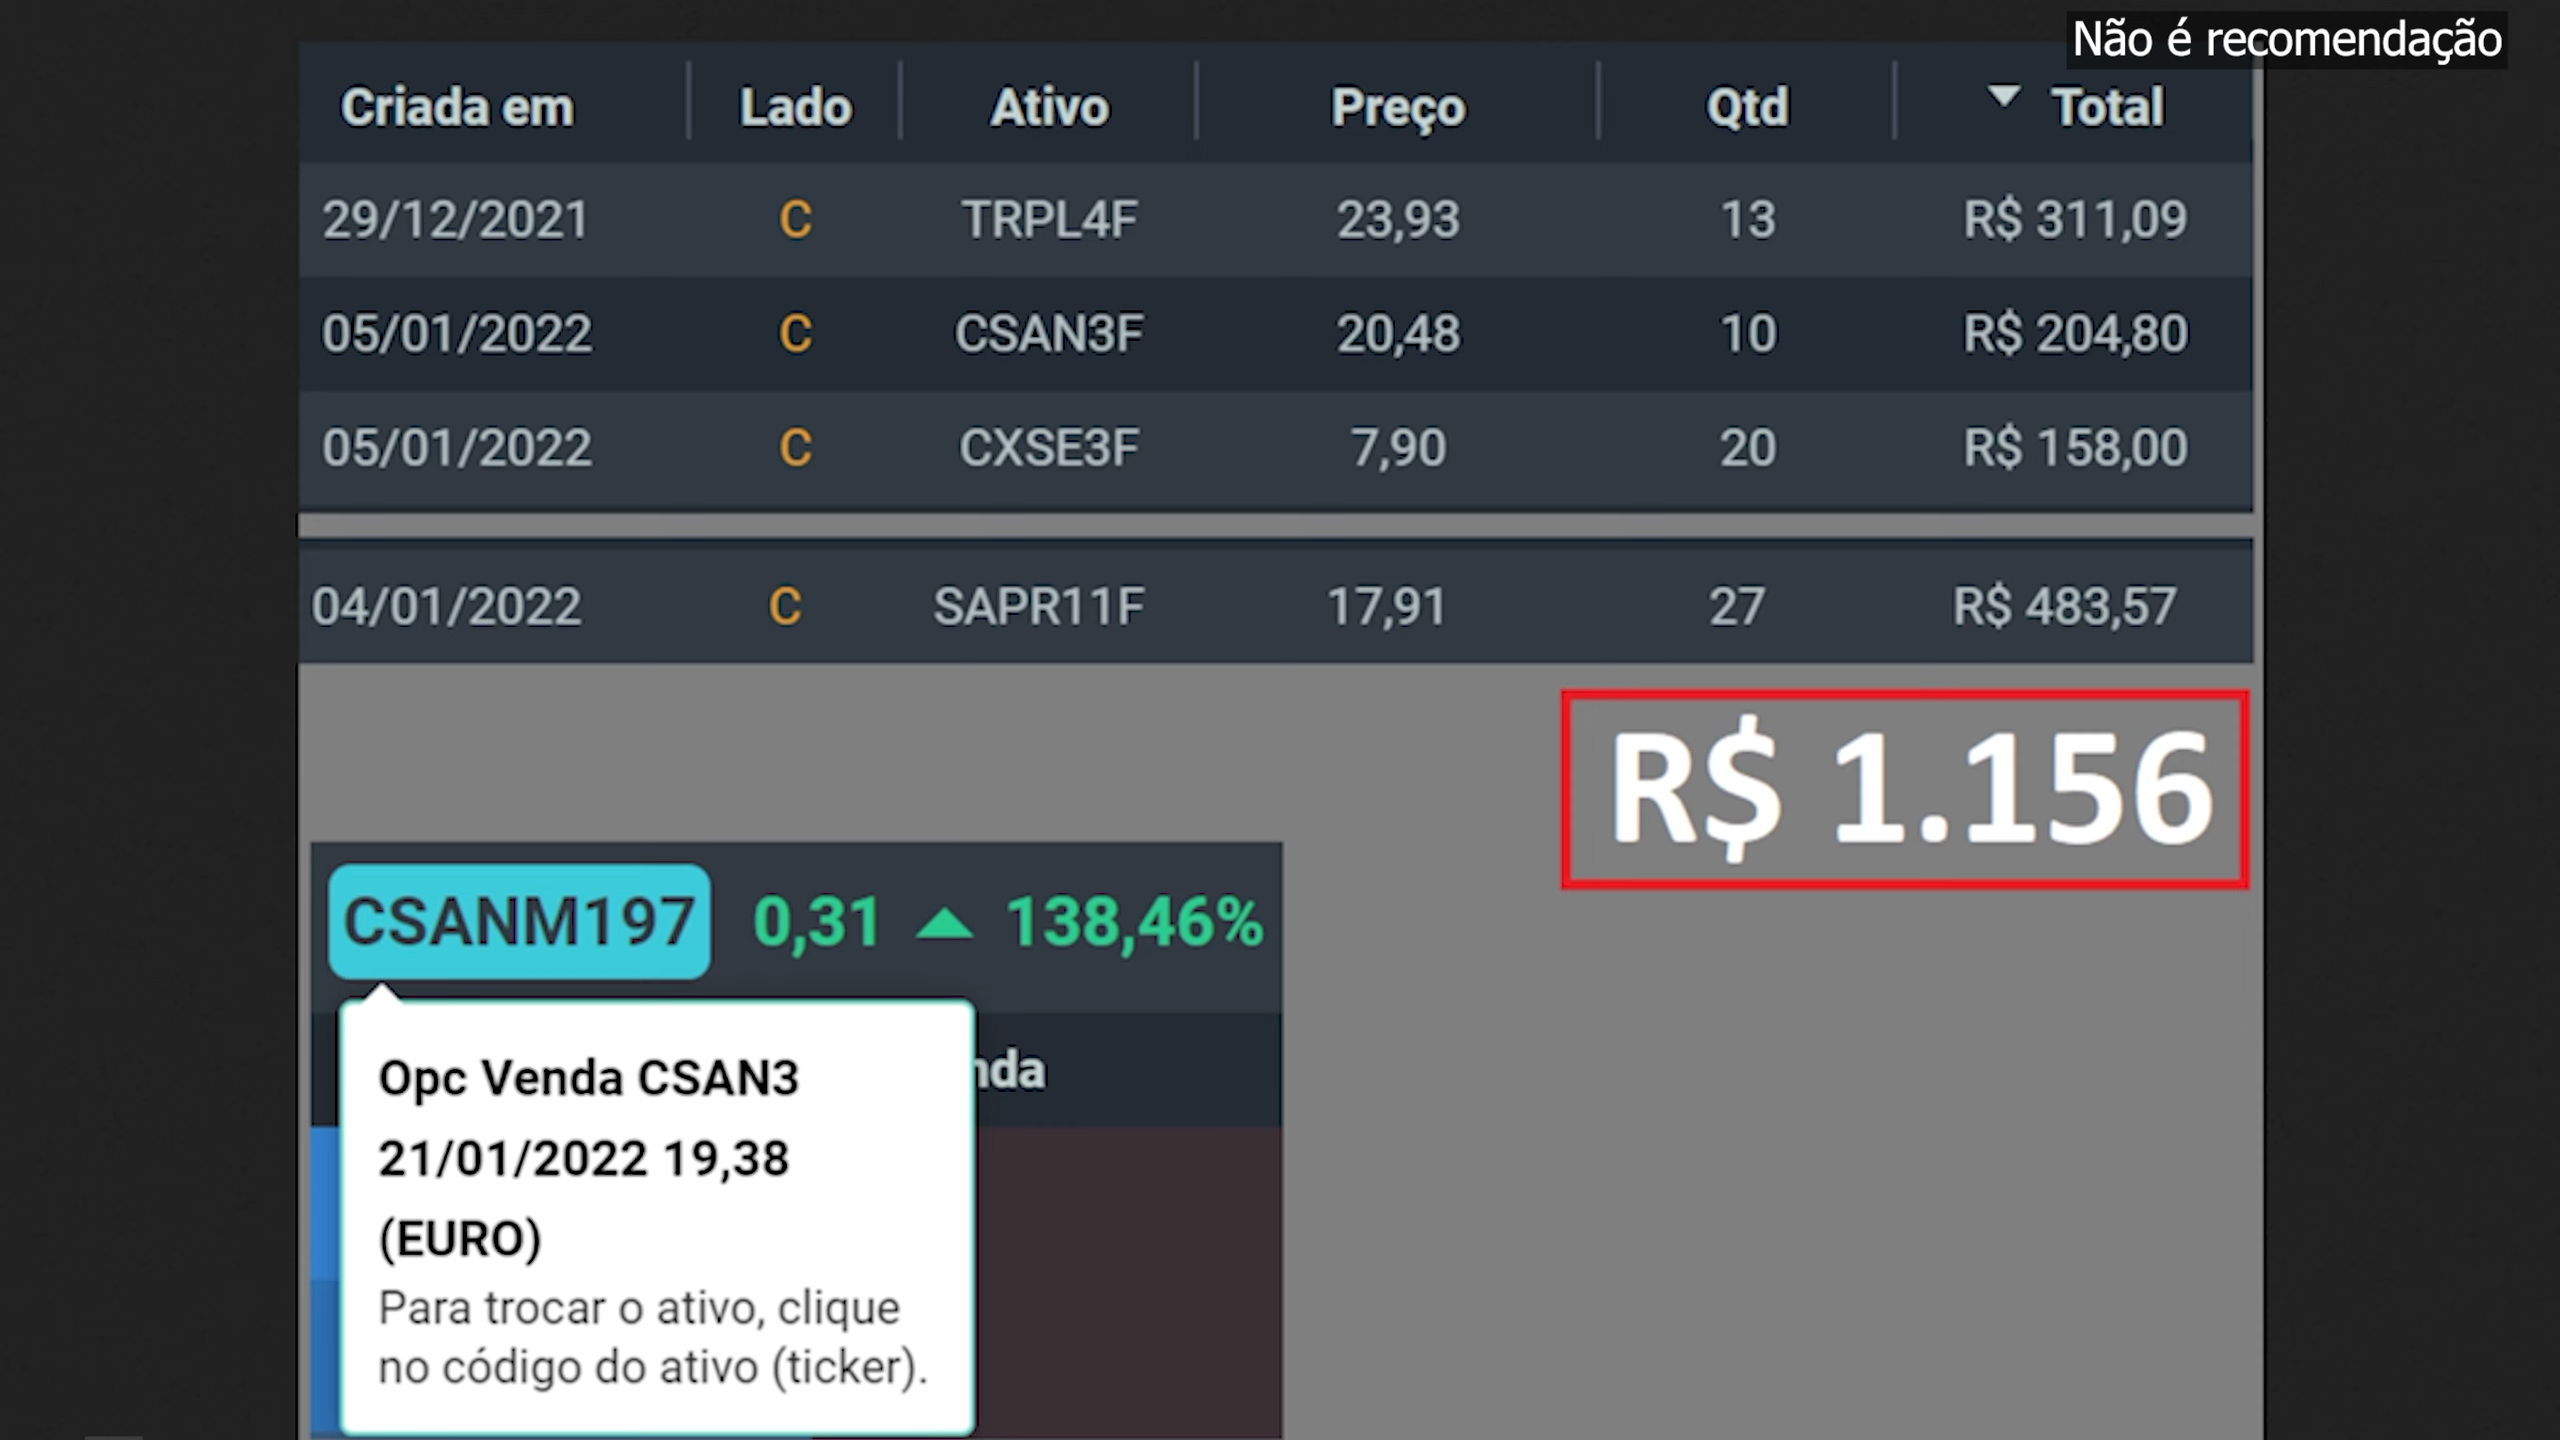 Não é recomendação
Criada em Lado Ativo Preço Qtd Total
29/12/2021 C TRPL4F 23,93 13 R$ 311,09
05/01/2022 C CSAN3F 20,48 10 R$ 204,80
05/01/2022 C CXSE3F 7,90 20 R$ 158,00
04/01/2022 C SAPR11F 17,91 27 R$ 483,57
R$ 1.156
CSANM197 0,31 138,46%
Opc Venda CSAN3
21/01/2022 19,38
(EURO)
Para trocar o ativo, clique
no código do ativo (ticker).